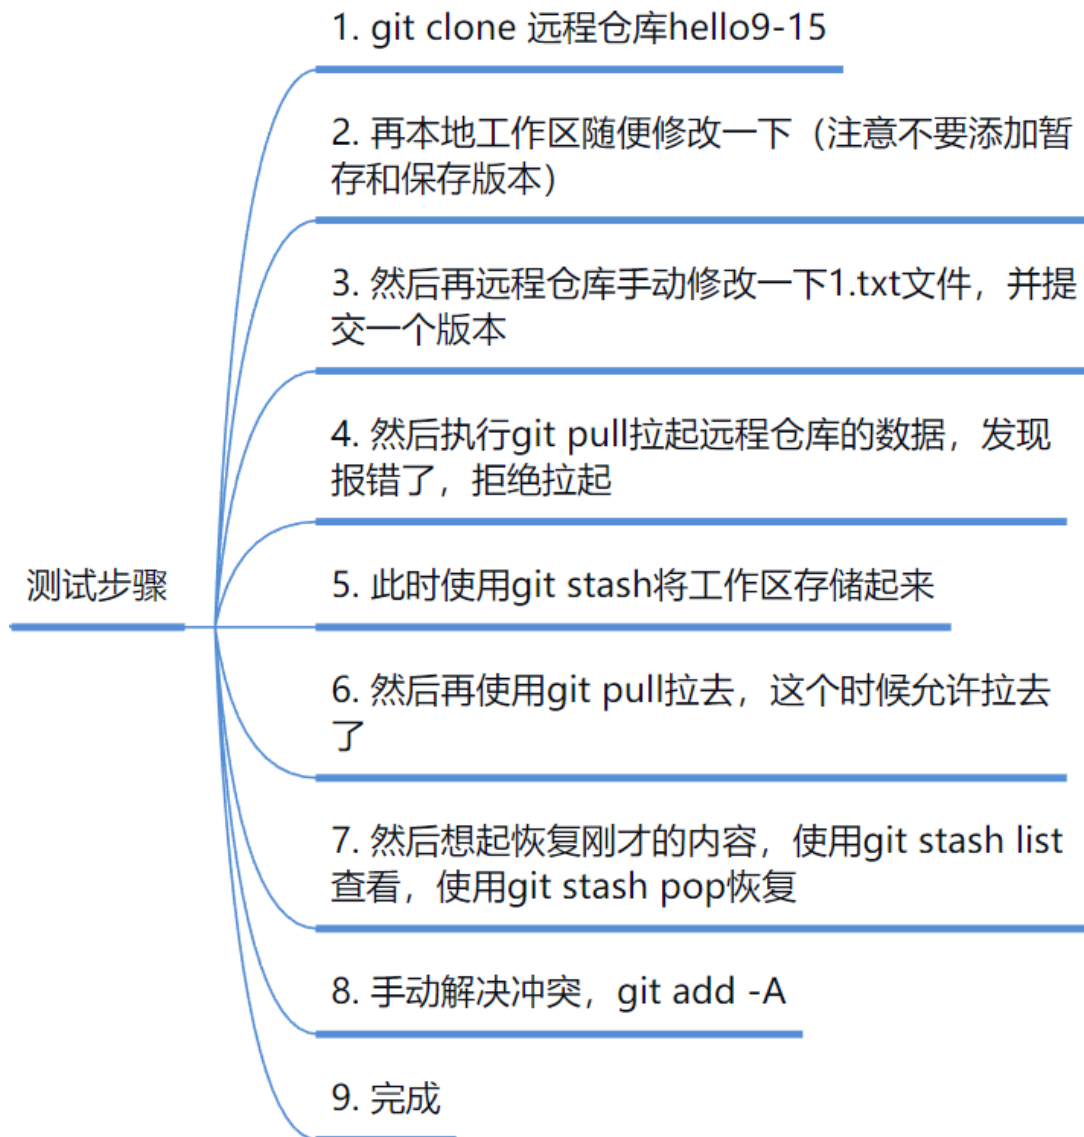 1. git clone 远程仓库hello9-15
2. 再本地工作区随便修改一下（注意不要添加暂
存和保存版本）
3. 然后再远程仓库手动修改一下1.txt文件，并提
交一个版本
4. 然后执行git pull拉起远程仓库的数据，发现
报错了，拒绝拉起
测试步骤
5. 此时使用git stash将工作区存储起来
6. 然后再使用git pull拉去，这个时候允许拉去
了
7. 然后想起恢复刚才的内容，使用git stash list
查看，使用git stash pop恢复
8. 手动解决冲突，git add -A
9. 完成